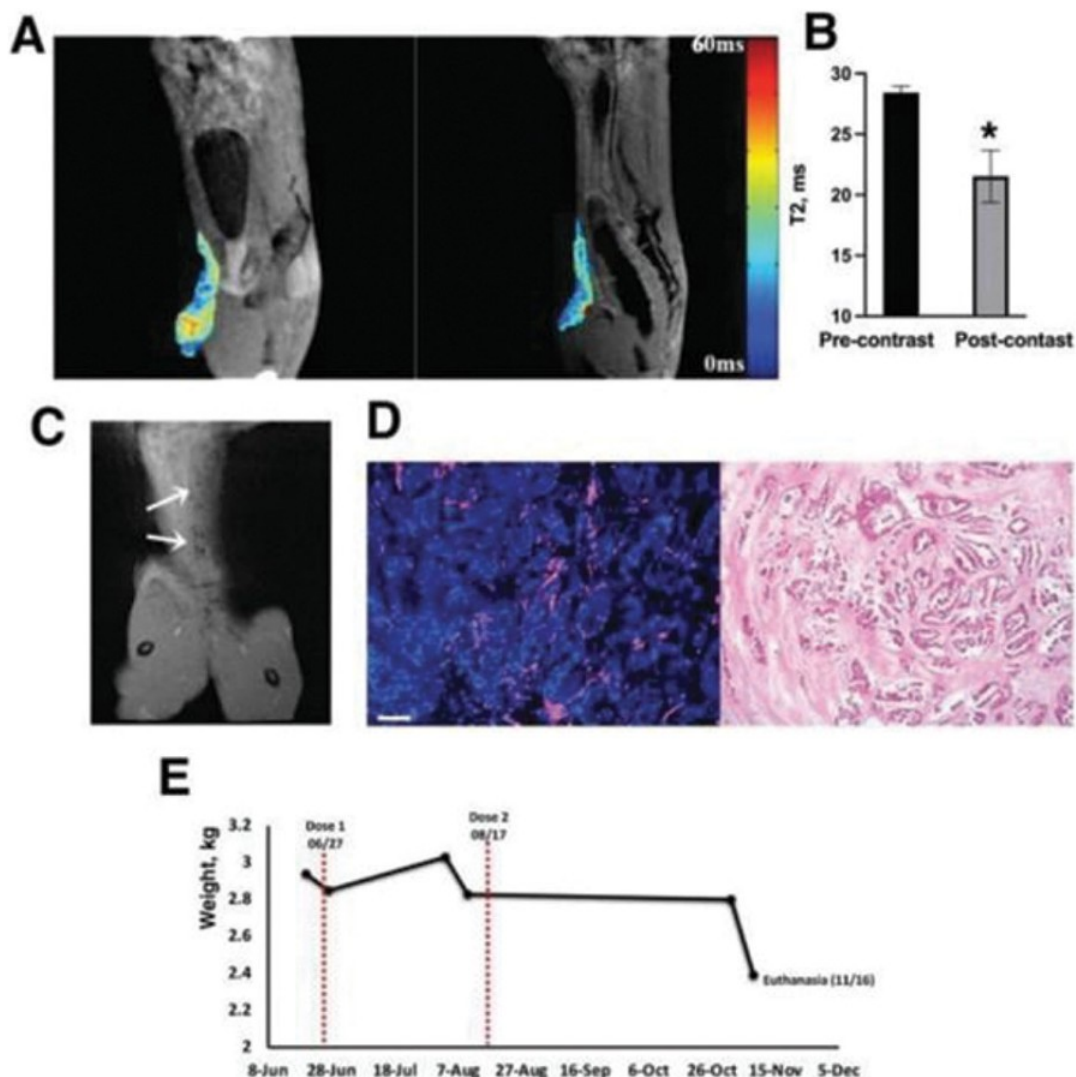 A
60ms
0ms
B
30
25
20
15
10
T2, ms
*
Pre-contrast
Post-contast
C
D
E
Weight, kg
3.2
3
2.8
2.6
2.4
2.2
2
Dose 1
06/27
Dose 2
08/17
Euthanasia (11/16)
8-Jun 28-Jun 18-Jul 7-Aug 27-Aug 16-Sep 6-Oct 26-Oct 15-Nov 5-Dec